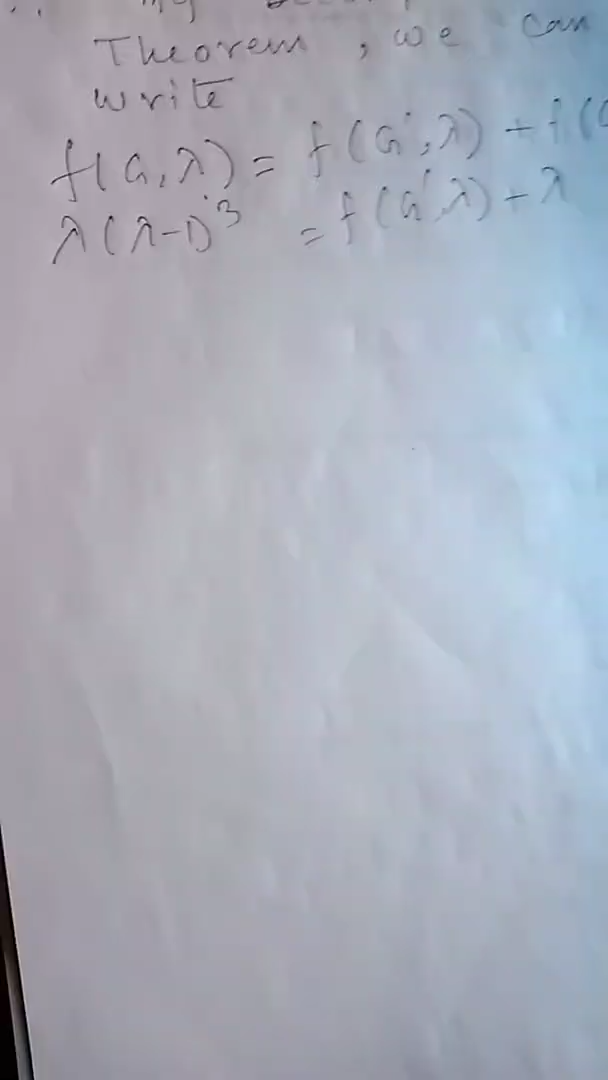 Theorem, we can
write
f(G,λ) = f(G',λ) + f(
λ(λ-1)^3 = f(G',λ) - λ